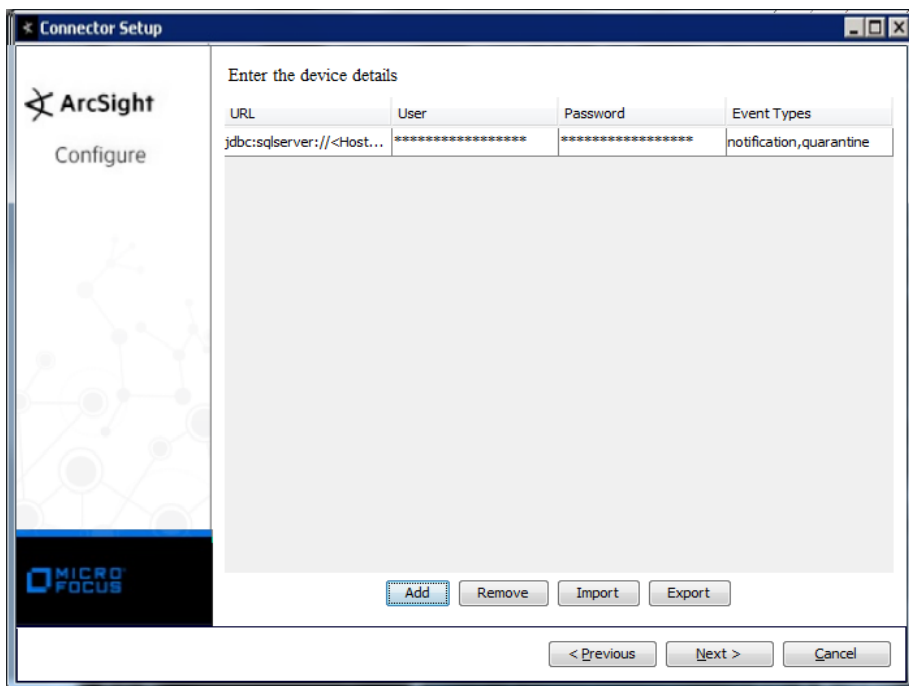 Connector Setup
ArcSight
Configure
Enter the device details
URL User Password Event Types
jdbc:sqlserver://<Host... ***************** ***************** notification,quarantine
MICRO
FOCUS
Add Remove Import Export
< Previous Next > Cancel